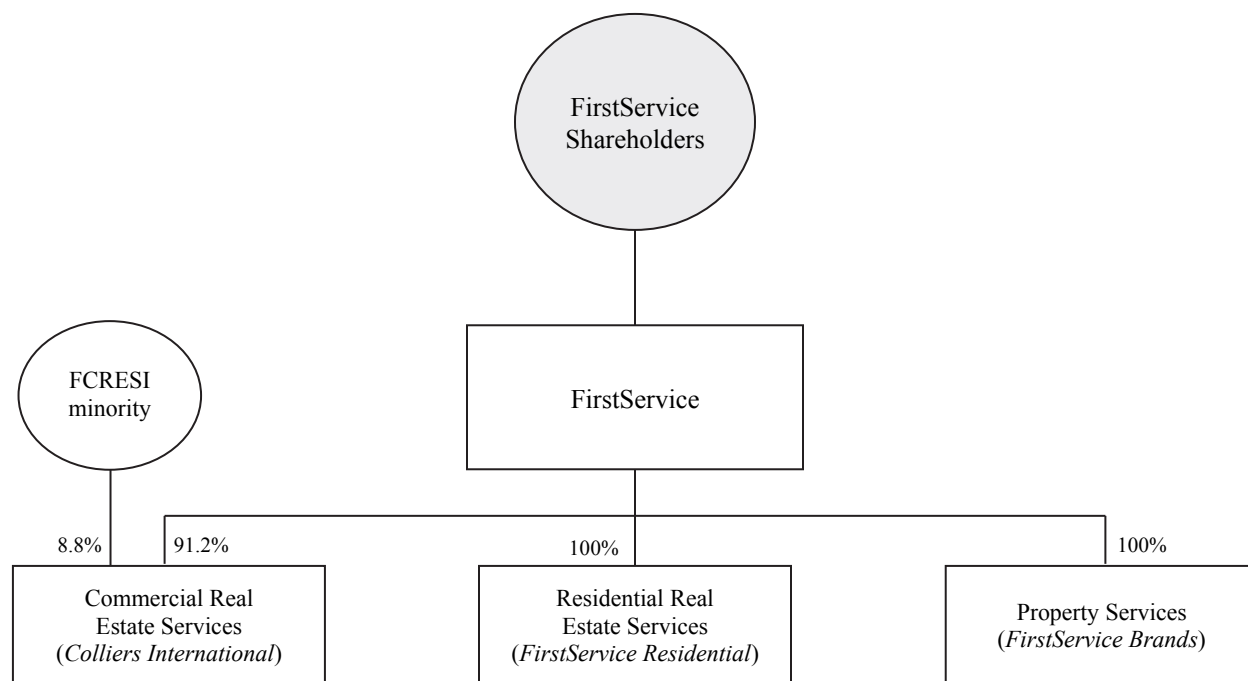 FirstService
Shareholders
FCRESI
minority
FirstService
8.8%
91.2%
100%
100%
Commercial Real
Estate Services
(Colliers International)
Residential Real
Estate Services
(FirstService Residential)
Property Services
(FirstService Brands)